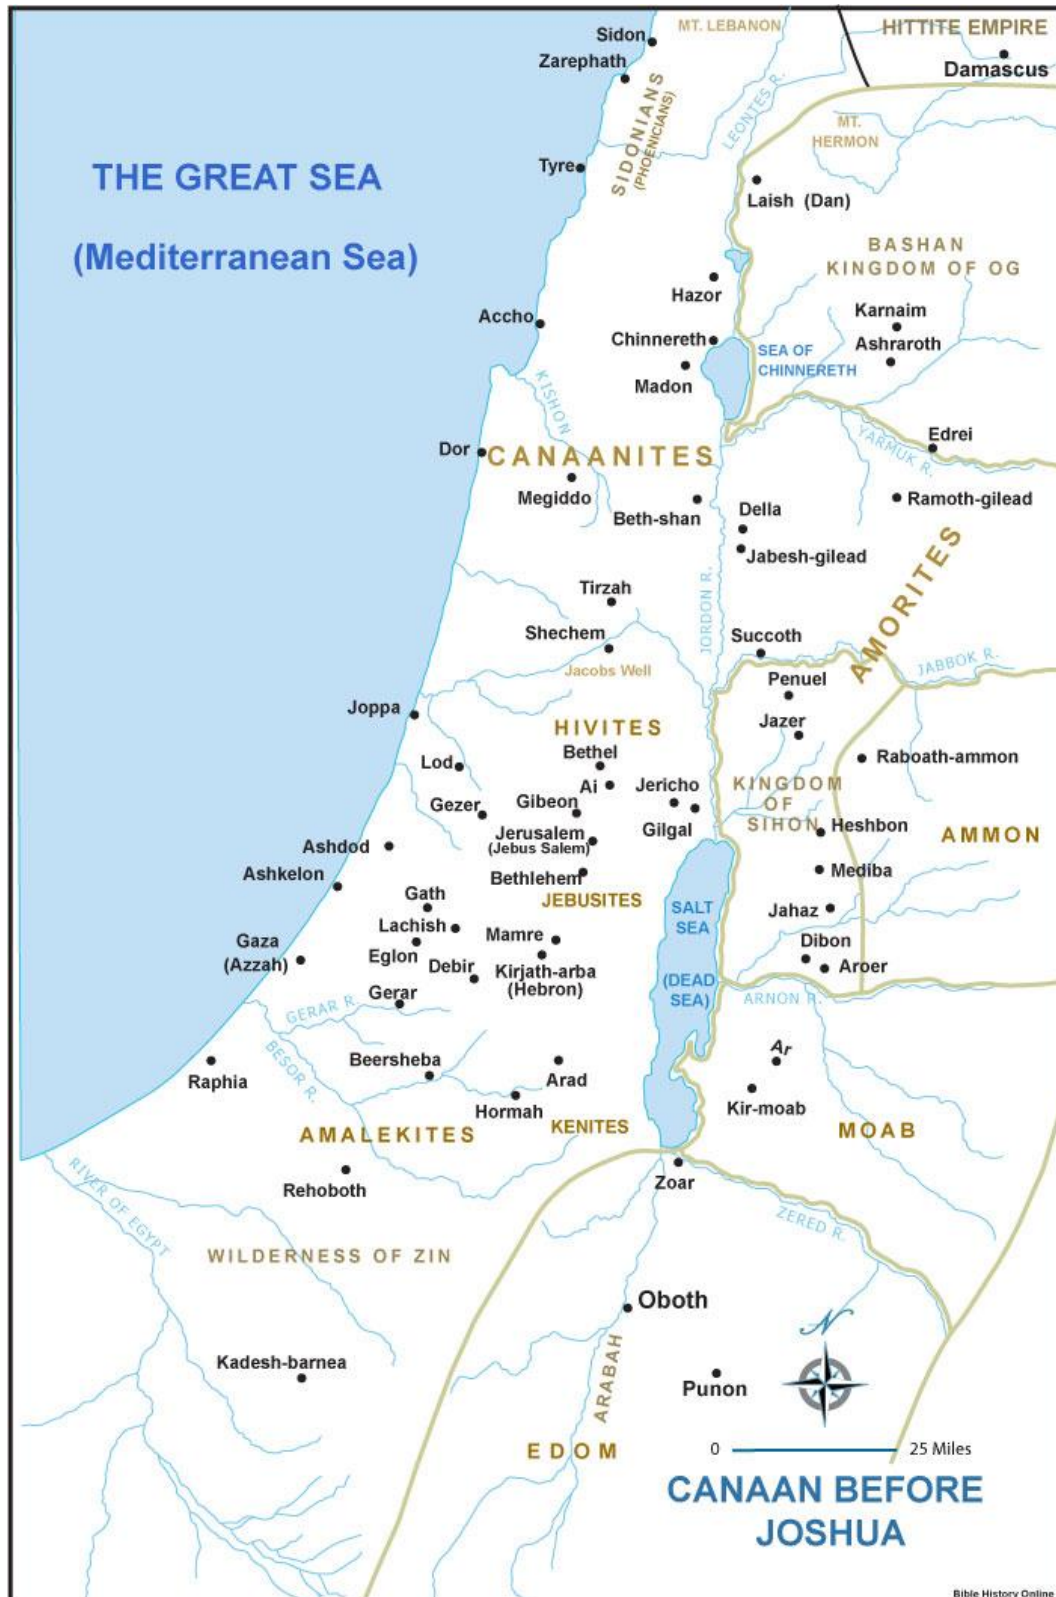 Sidon
MT. LEBANON
HITTITE EMPIRE
Zarephath
Damascus
SIDONIANS
(PHOENICIANS)
LEONTES R.
MT.
HERMON
THE GREAT SEA
(Mediterranean Sea)
Tyre
Laish (Dan)
BASHAN
KINGDOM OF OG
Hazor
Karnaim
Accho
Chinnereth
Ashraroth
SEA OF
CHINNERETH
Madon
KISHON
Dor
CANAANITES
YARMUK R.
Edrei
Megiddo
Beth-shan
Ramoth-gilead
Della
Jabesh-gilead
AMORITES
JORDON R.
Tirzah
Shechem
Succoth
Jacobs Well
JABBOK R.
Penuel
Joppa
HIVITES
Jazer
Bethel
Lod
Raboath-ammon
Ai
Jericho
KINGDOM
OF
SIHON
Gezer
Gibeon
Gilgal
Heshbon
Jerusalem
(Jebus Salem)
AMMON
Ashdod
Ashkelon
Bethlehem
Mediba
JEBUSITES
Gath
SALT
SEA
Jahaz
Lachish
Mamre
Gaza
(Azzah)
Eglon
Dibon
Debir
Kirjath-arba
(Hebron)
Aroer
(DEAD
SEA)
Gerar
GERAR R.
ARNON R.
BESOR R.
Ar
Raphia
Beersheba
Arad
Hormah
Kir-moab
AMALEKITES
KENITES
MOAB
RIVER OF EGYPT
Rehoboth
Zoar
ZERED R.
WILDERNESS OF ZIN
Oboth
N
Kadesh-barnea
ARABAH
Punon
EDOM
0
25 Miles
CANAAN BEFORE
JOSHUA
Bible History Online